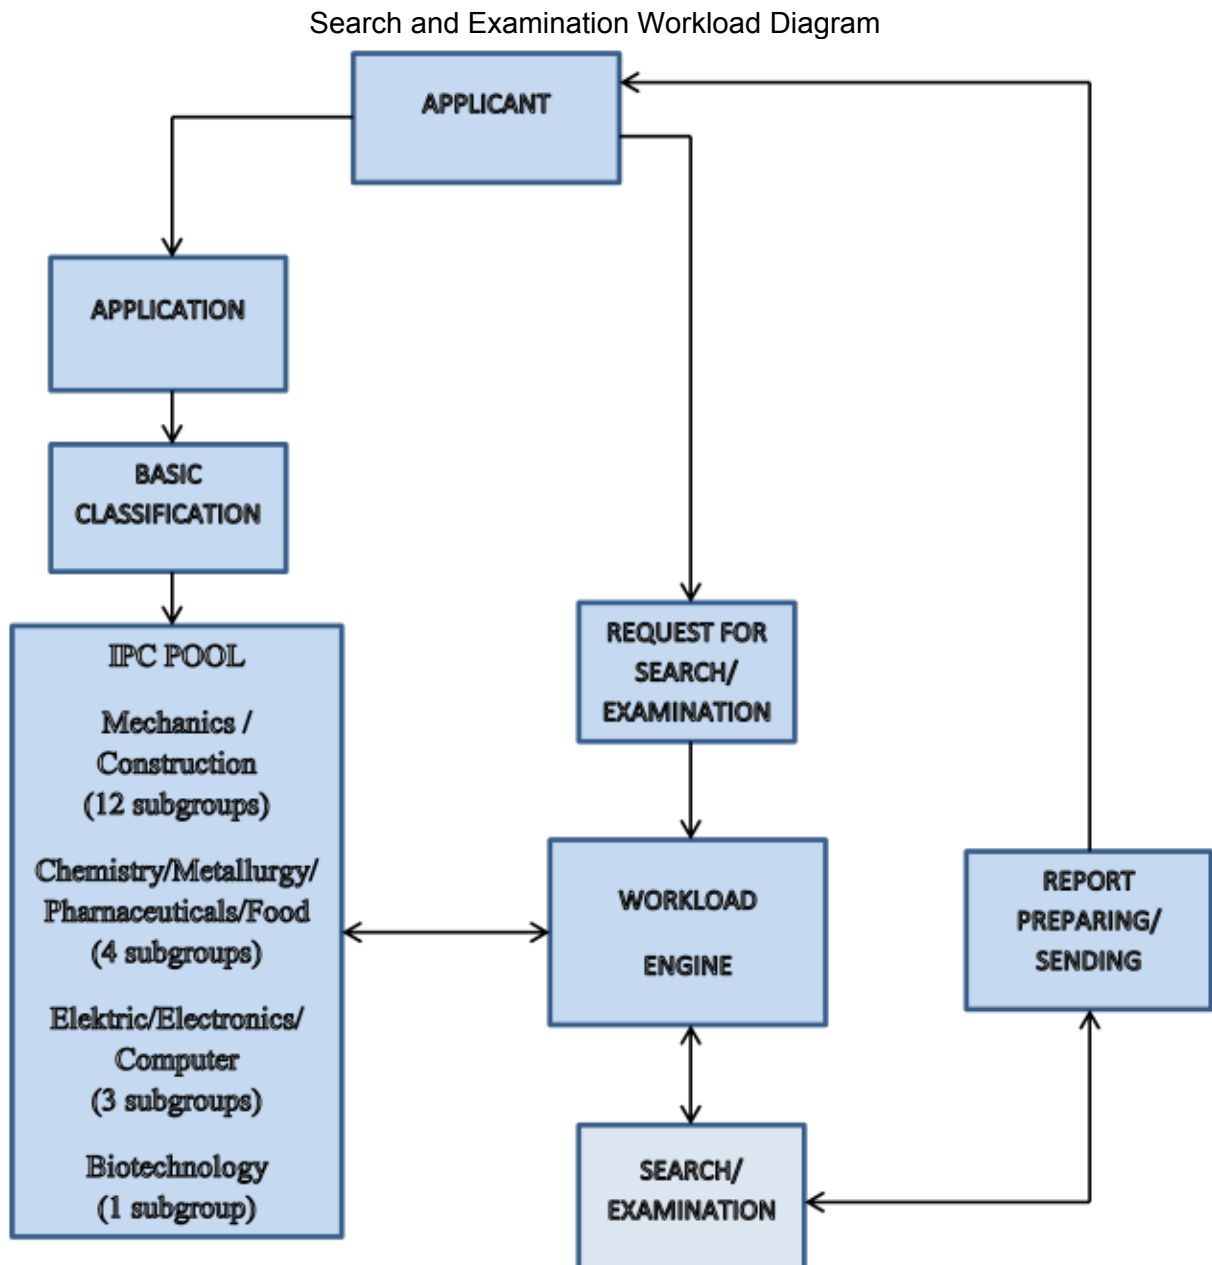 Search and Examination Workload Diagram
APPLICANT
APPLICATION
BASIC
CLASSIFICATION
IPC POOL
Mechanics /
Construction
(12 subgroups)
Chemistry/Metallurgy/
Pharnaceuticals/Food
(4 subgroups)
Elektric/Electronics/
Computer
(3 subgroups)
Biotechnology
(1 subgroup)
REQUEST FOR
SEARCH/
EXAMINATION
WORKLOAD
ENGINE
SEARCH/
EXAMINATION
REPORT
PREPARING/
SENDING